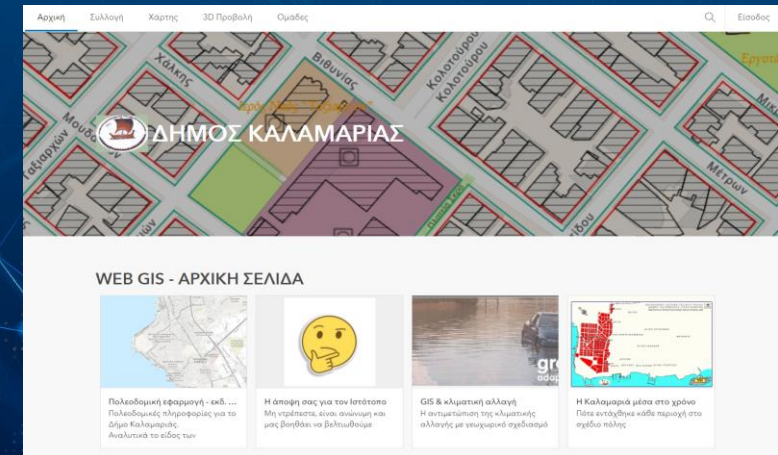 Αρχική Συλλογή Χάρτης 3D Προβολή Ομάδες Είσοδος
Χάλκης
Βιθυνίας
Κολοτούρου
Κολοτούρου
Μετρών
ΔΗΜΟΣ ΚΑΛΑΜΑΡΙΑΣ
WEB GIS - ΑΡΧΙΚΗ ΣΕΛΙΔΑ
Πολεοδομική εφαρμογή - εκδ. ...
Πολεοδομικές πληροφορίες για το
Δήμο Καλαμαριάς.
Αναλυτικά το είδος των
Η άποψη σας για τον Ιστότοπο
Μη ντρέπεστε, είναι ανώνυμη και
μας βοηθάει να βελτιωθούμε
GIS & κλιματική αλλαγή
Η αντιμετώπιση της κλιματικής
αλλαγής με γεωχωρικό σχεδιασμό
Η Καλαμαριά μέσα στο χρόνο
Πότε εντάχθηκε κάθε περιοχή στο
σχέδιο πόλης